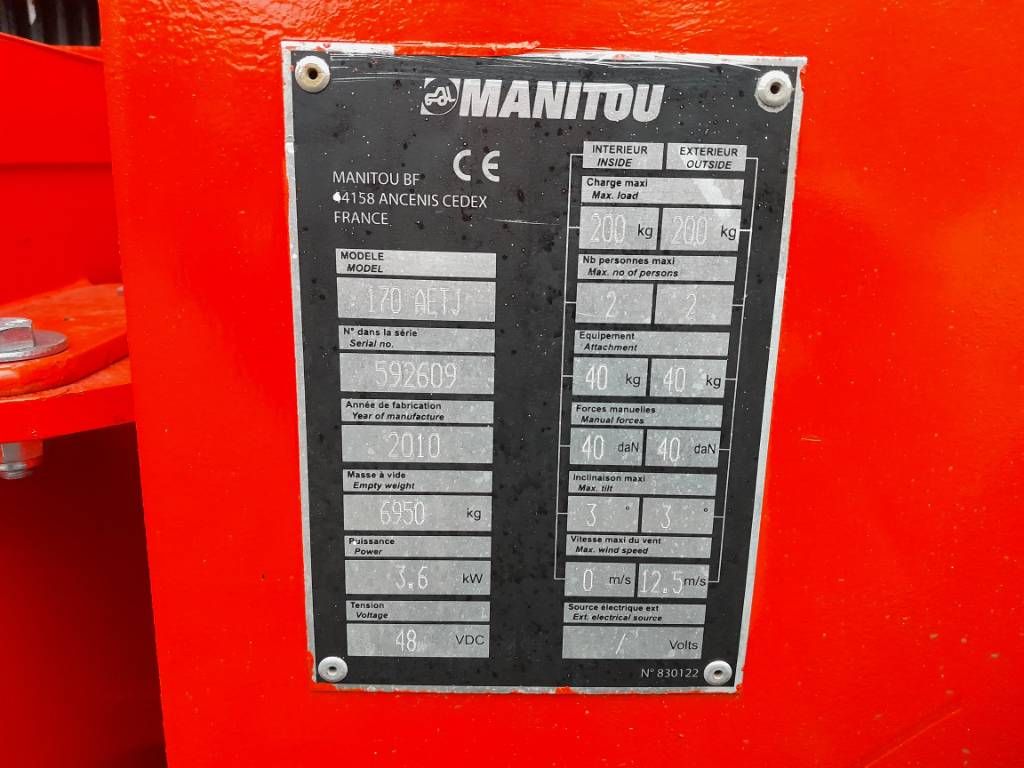 MANITOU
CE
MANITOU BF
44158 ANCENIS CEDEX
FRANCE
MODELE
MODEL
170 AETJ
N° dans la série
Serial no.
592609
Année de fabrication
Year of manufacture
2010
Masse à vide
Empty weight
6950 kg
Puissance
Power
3.6 kW
Tension
Voltage
48 VDC
INTERIEUR EXTERIEUR
INSIDE OUTSIDE
Charge maxi
Max. load
200 kg 200 kg
Nb personnes maxi
Max. no of persons
2 2
Equipement
Attachment
40 kg 40 kg
Forces manuelles
Manual forces
40 daN 40 daN
Inclinaison maxi
Max. tilt
3 ° 3 °
Vitesse maxi du vent
Max. wind speed
0 m/s 12.5 m/s
Source électrique ext
Ext. electrical source
/ Volts
N° 830122